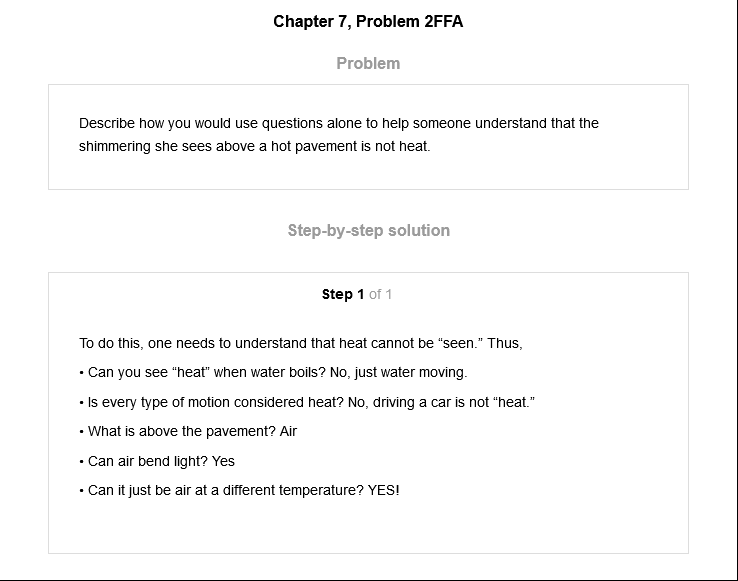 Chapter 7, Problem 2FFA
Problem
Describe how you would use questions alone to help someone understand that the
shimmering she sees above a hot pavement is not heat.
Step-by-step solution
Step 1 of 1
To do this, one needs to understand that heat cannot be “seen.” Thus,
• Can you see “heat” when water boils? No, just water moving.
• Is every type of motion considered heat? No, driving a car is not “heat.”
• What is above the pavement? Air
• Can air bend light? Yes
• Can it just be air at a different temperature? YES!